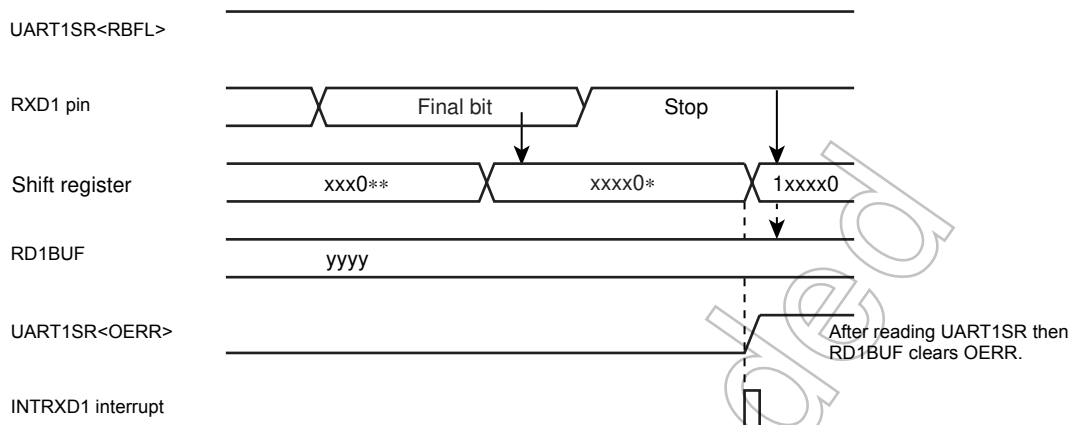 UART1SR<RBFL>
RXD1 pin
Final bit
Stop
Shift register
xxx0**
xxxx0*
1xxxx0
RD1BUF
yyyy
UART1SR<OERR>
After reading UART1SR then
RD1BUF clears OERR.
INTRXD1 interrupt
ded